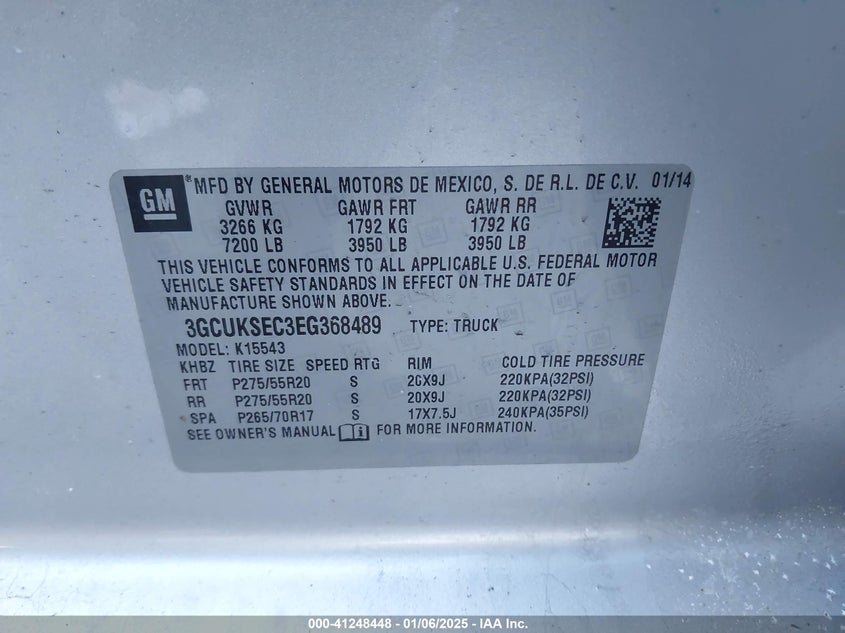 GM ® MFD BY GENERAL MOTORS DE MEXICO, S. DE R.L. DE C.V. 01/14
GVWR GAWR FRT GAWR RR
3266 KG 1792 KG 1792 KG
7200 LB 3950 LB 3950 LB
THIS VEHICLE CONFORMS TO ALL APPLICABLE U.S. FEDERAL MOTOR
VEHICLE SAFETY STANDARDS IN EFFECT ON THE DATE OF
MANUFACTURE SHOWN ABOVE.
3GCUKSEC3EG368489 TYPE: TRUCK
MODEL: K15543
KHBZ TIRE SIZE SPEED RTG RIM COLD TIRE PRESSURE
FRT P275/55R20 S 20X9J 220KPA(32PSI)
RR P275/55R20 S 20X9J 220KPA(32PSI)
SPA P265/70R17 S 17X7.5J 240KPA(35PSI)
SEE OWNER'S MANUAL FOR MORE INFORMATION.
000-41248448 - 01/06/2025 - IAA Inc.